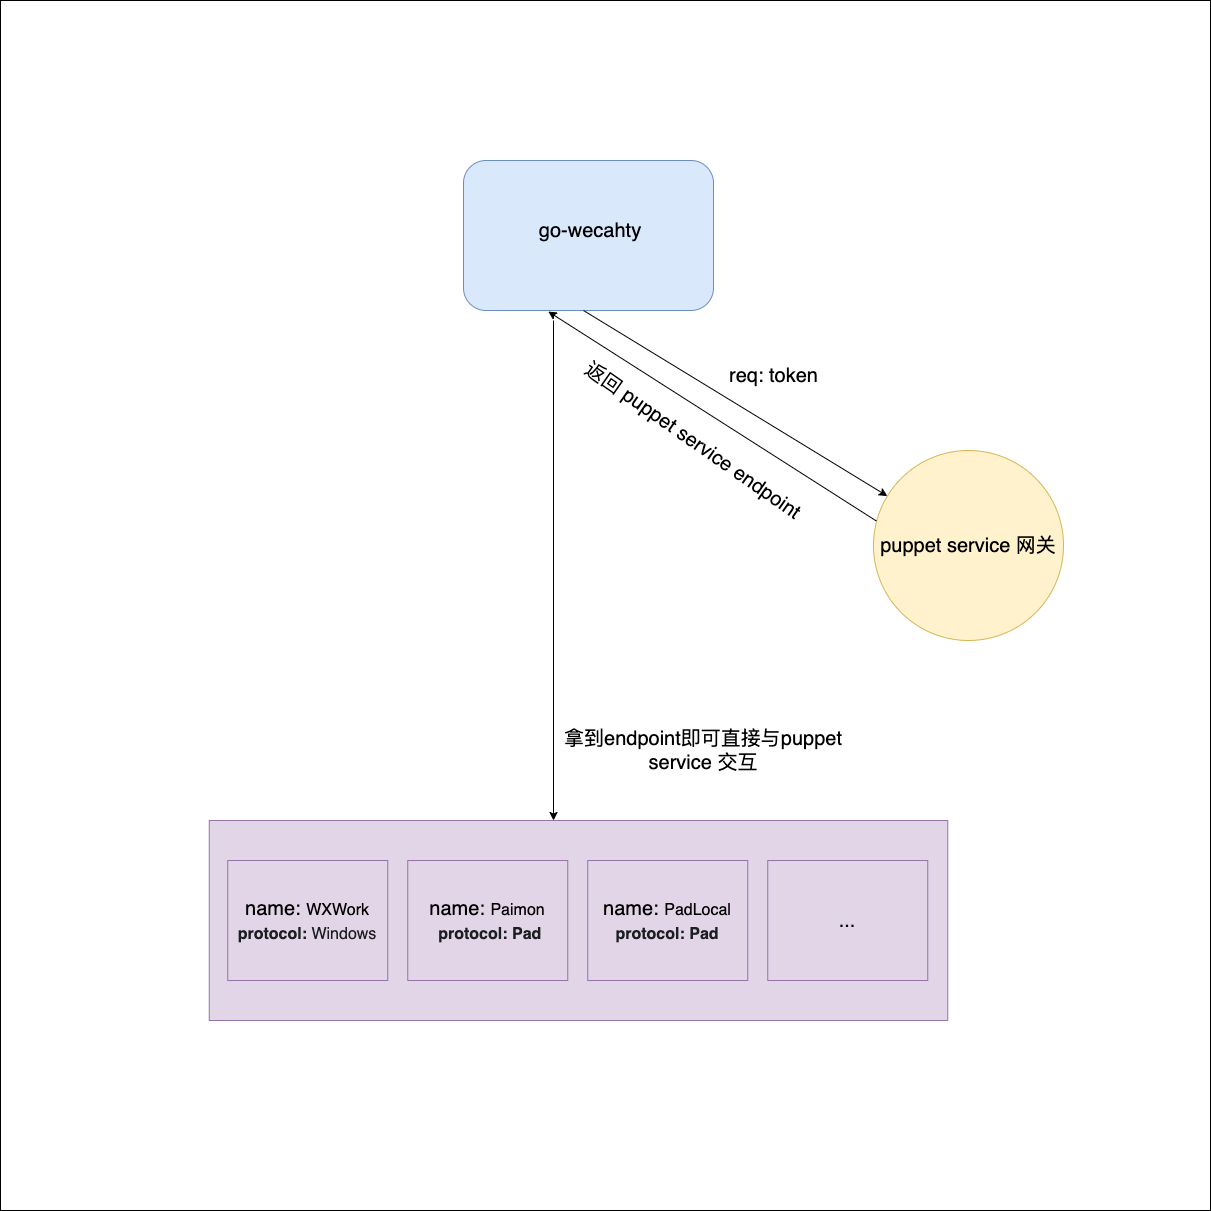 go-wecahty
req: token
返回 puppet service endpoint
puppet service 网关
拿到endpoint即可直接与puppet
service 交互
name: WXWork
protocol: Windows
name: Paimon
protocol: Pad
name: PadLocal
protocol: Pad
...